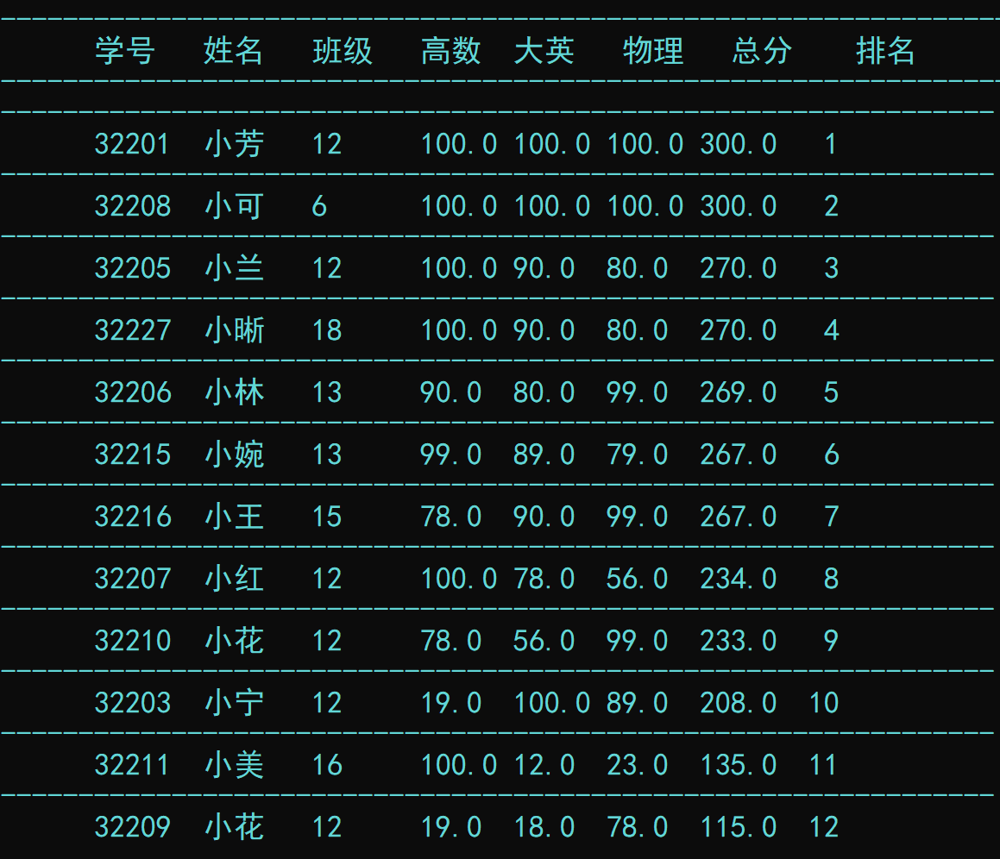 学号 姓名 班级 高数 大英 物理 总分 排名
32201 小芳 12 100.0 100.0 100.0 300.0 1
32208 小可 6 100.0 100.0 100.0 300.0 2
32205 小兰 12 100.0 90.0 80.0 270.0 3
32227 小晰 18 100.0 90.0 80.0 270.0 4
32206 小林 13 90.0 80.0 99.0 269.0 5
32215 小婉 13 99.0 89.0 79.0 267.0 6
32216 小王 15 78.0 90.0 99.0 267.0 7
32207 小红 12 100.0 78.0 56.0 234.0 8
32210 小花 12 78.0 56.0 99.0 233.0 9
32203 小宁 12 19.0 100.0 89.0 208.0 10
32211 小美 16 100.0 12.0 23.0 135.0 11
32209 小花 12 19.0 18.0 78.0 115.0 12